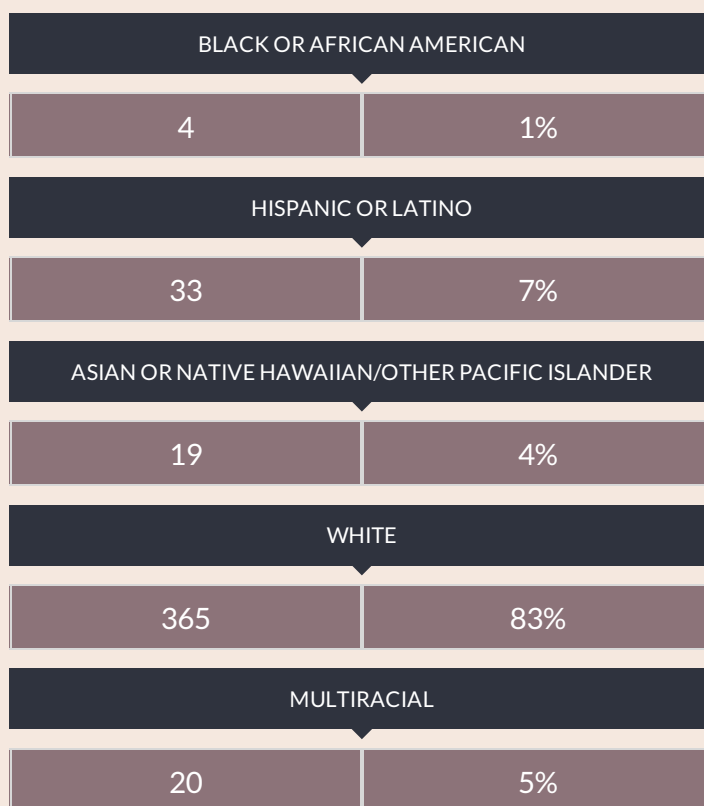 BLACK OR AFRICAN AMERICAN
4 1%
HISPANIC OR LATINO
33 7%
ASIAN OR NATIVE HAWAIIAN/OTHER PACIFIC ISLANDER
19 4%
WHITE
365 83%
MULTIRACIAL
20 5%